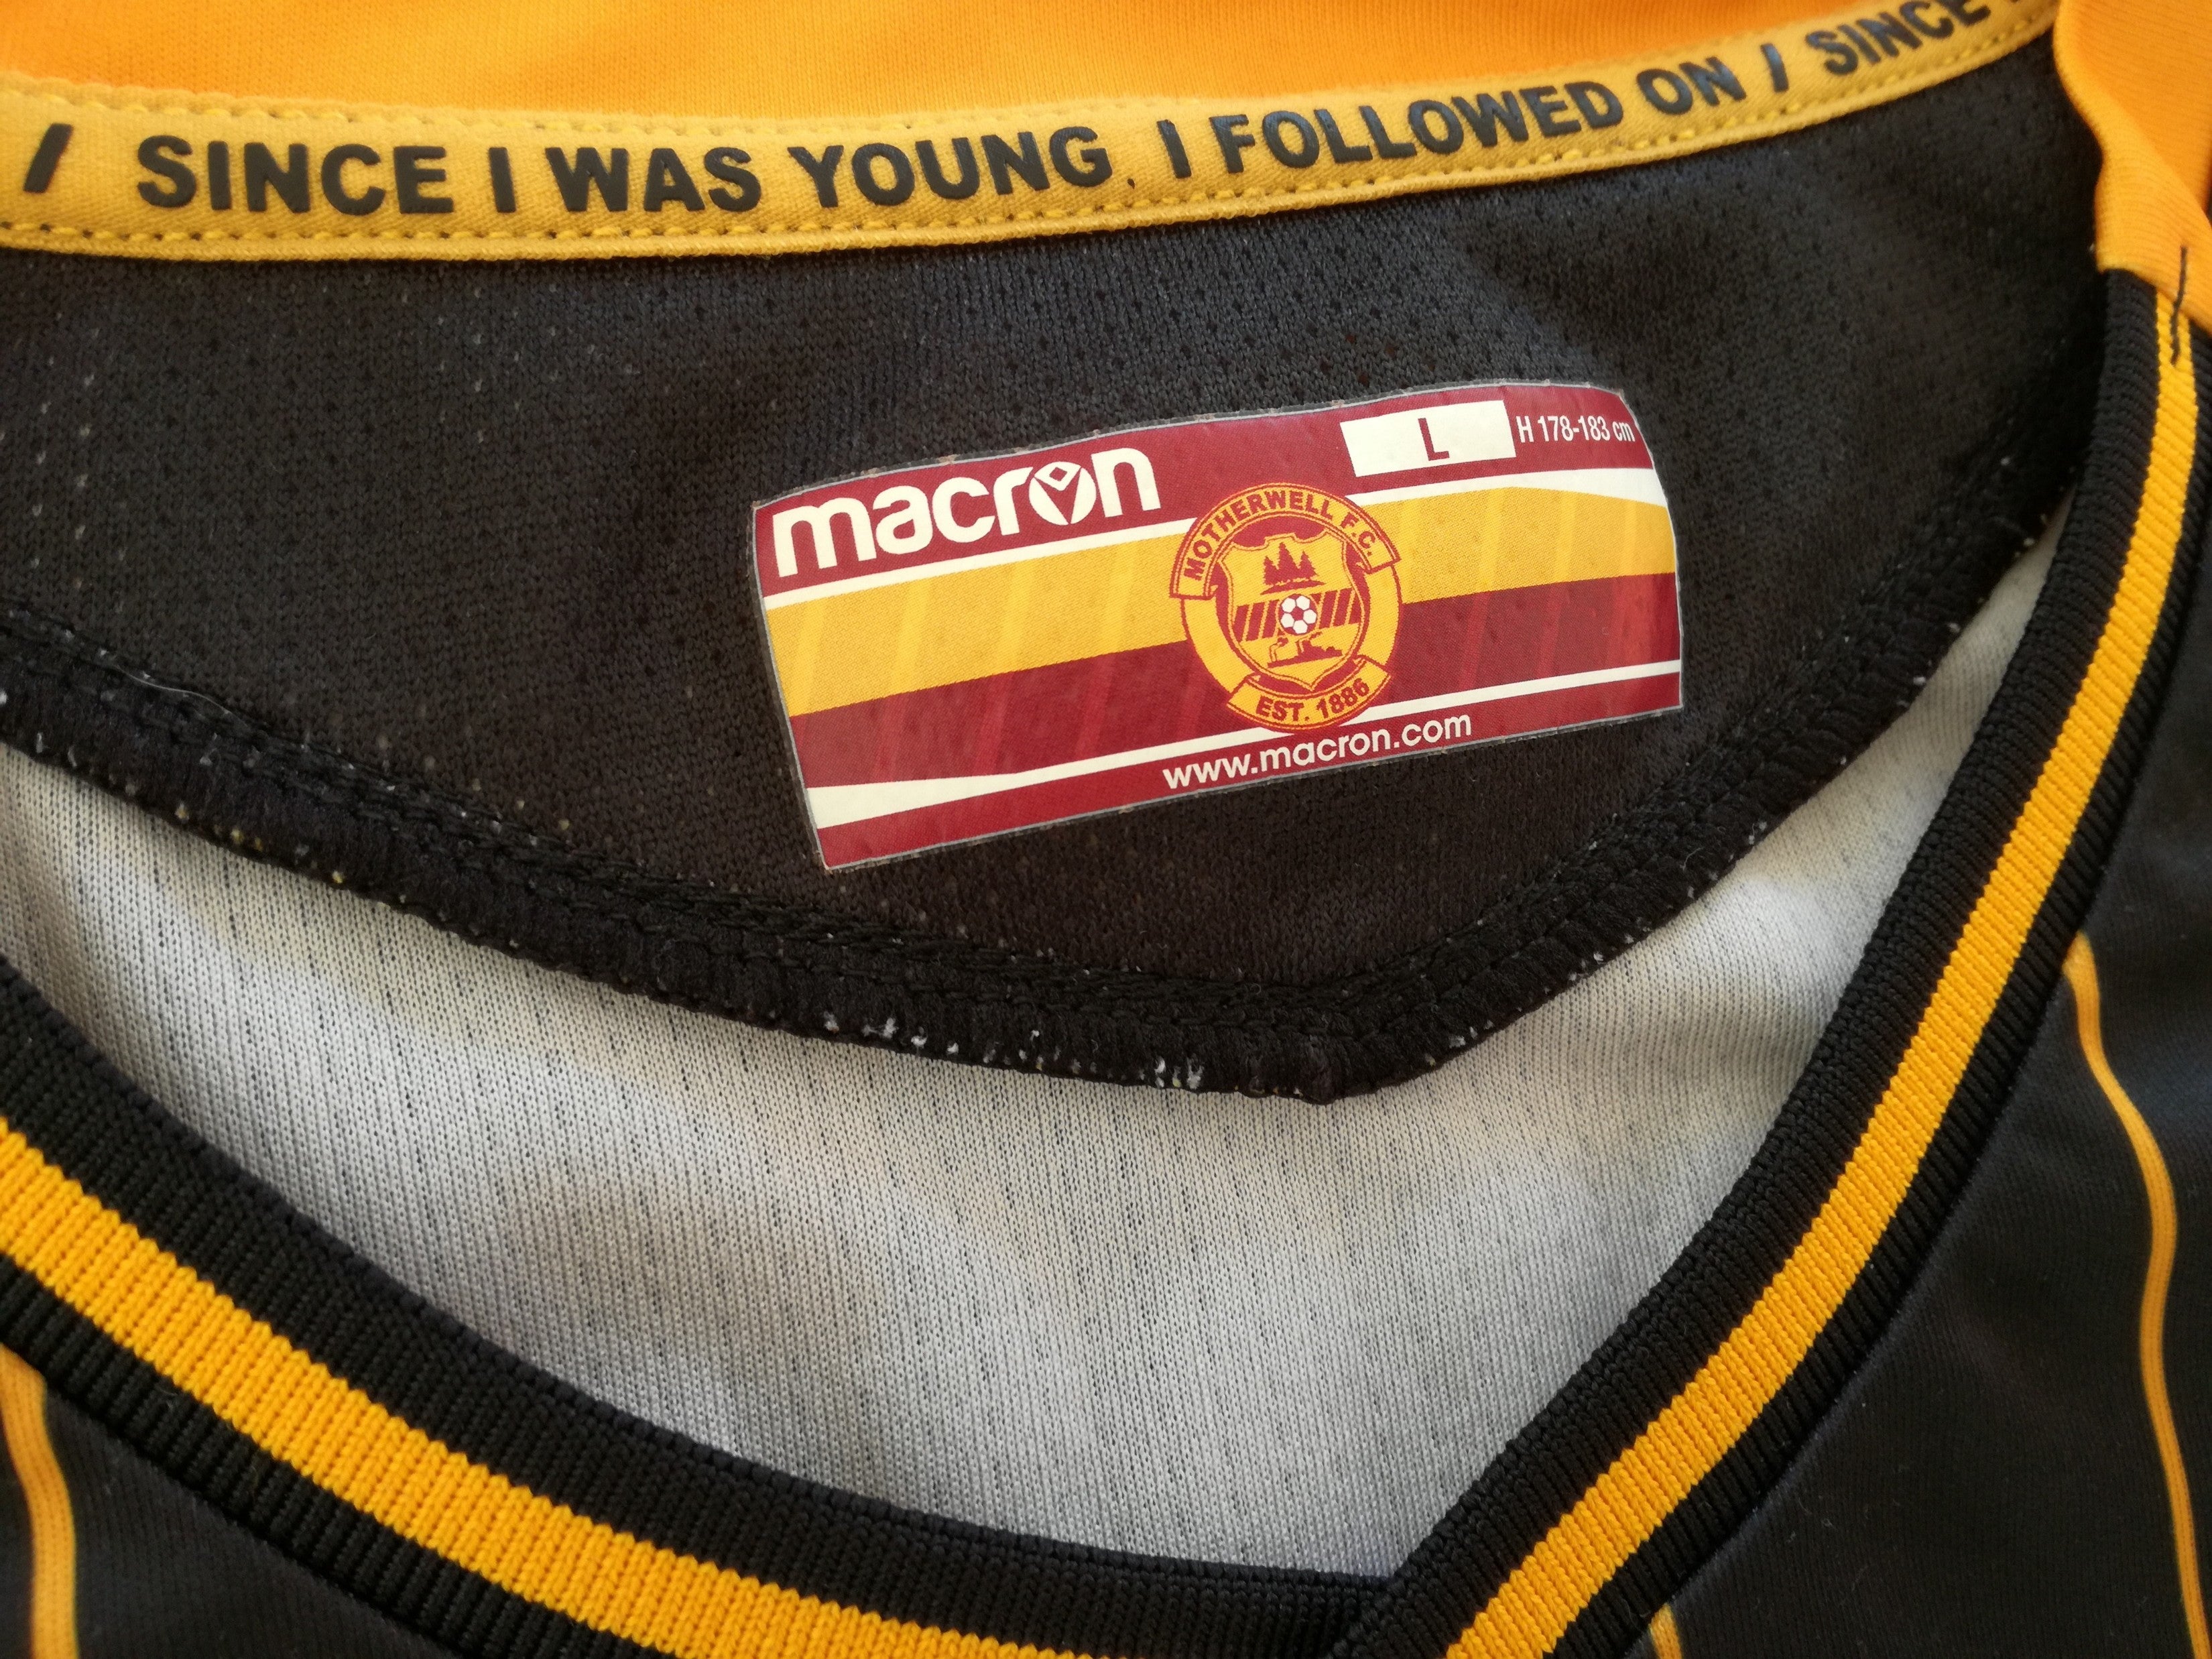 / SINCE I WAS YOUNG, I FOLLOWED ON / SINCE
macron
L
H 178-183 cm
MOTHERWELL F.C.
EST. 1886
www.macron.com